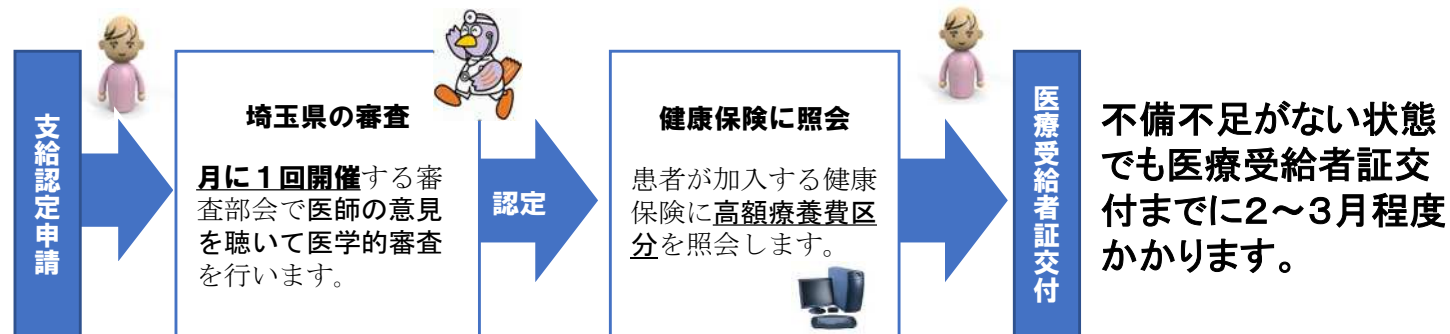 支給認定申請
埼玉県の審査
月に１回開催する審
査部会で医師の意見
を聴いて医学的審査
を行います。
認定
健康保険に照会
患者が加入する健康
保険に高額療養費区
分を照会します。
医療受給者証交付
不備不足がない状態
でも医療受給者証交
付までに２～３月程度
かかります。